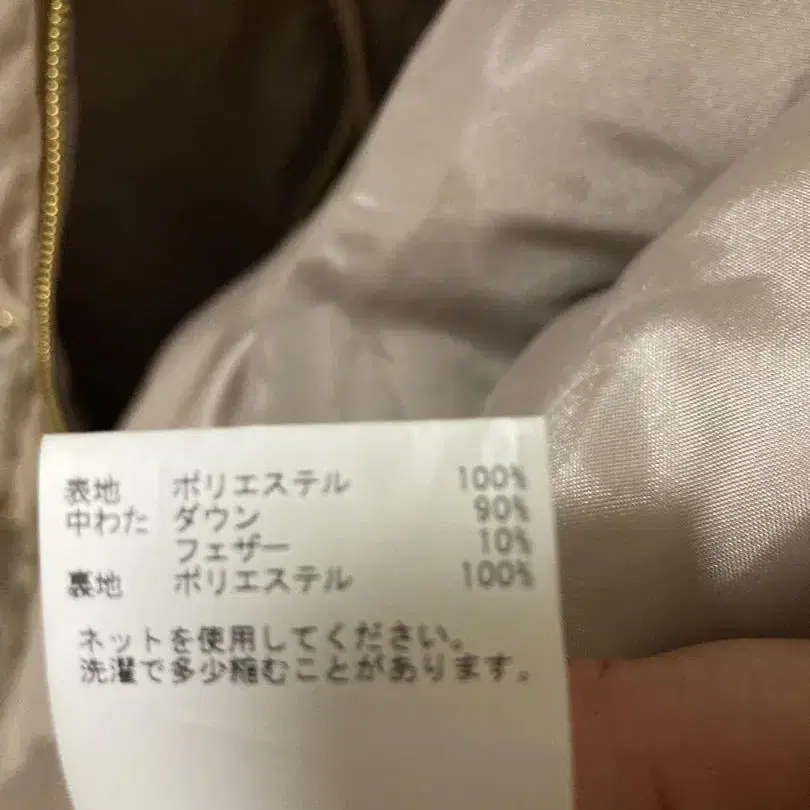 表地 ポリエステル 100%
中わた ダウン 90%
フェザー 10%
裏地 ポリエステル 100%
ネットを使用してください。
洗濯で多少縮むことがあります。